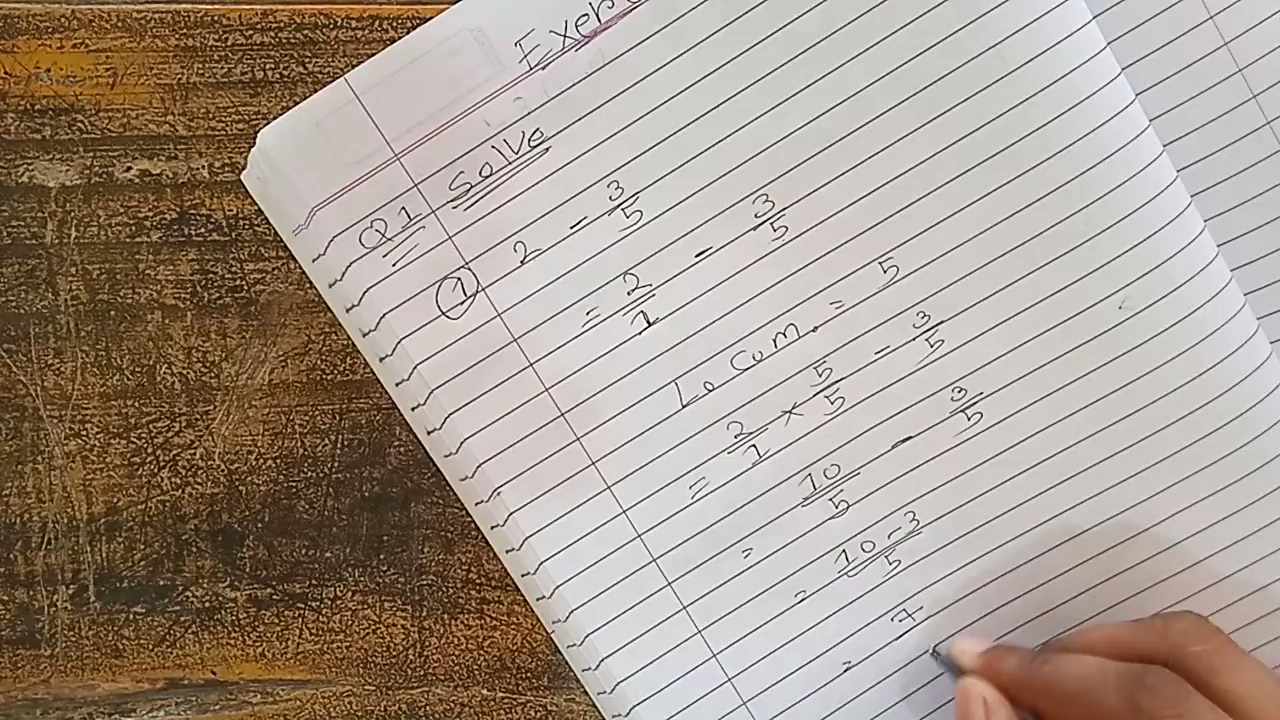 Exer
Q1 Solve
1 2 - 3/5
= 2/1 - 3/5
L. Com. = 5
= 2/1 × 5/5 - 3/5
= 10/5 - 3/5
= 10-3/5
= 7